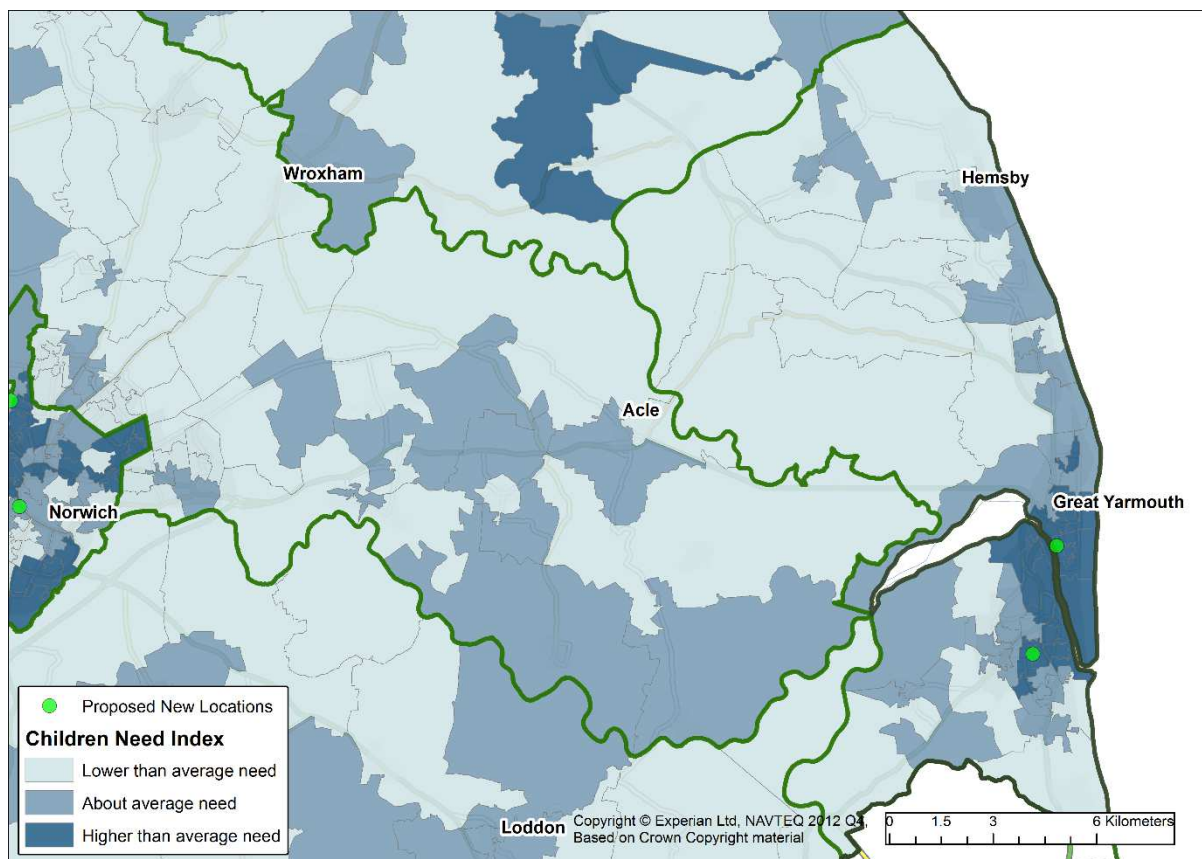 Wroxham
Hemsby
Acle
Norwich
Great Yarmouth
Proposed New Locations
Children Need Index
Lower than average need
About average need
Higher than average need
Loddon
Copyright © Experian Ltd, NAVTEQ 2012 Q4,
Based on Crown Copyright material
0 1.5 3 6 Kilometers